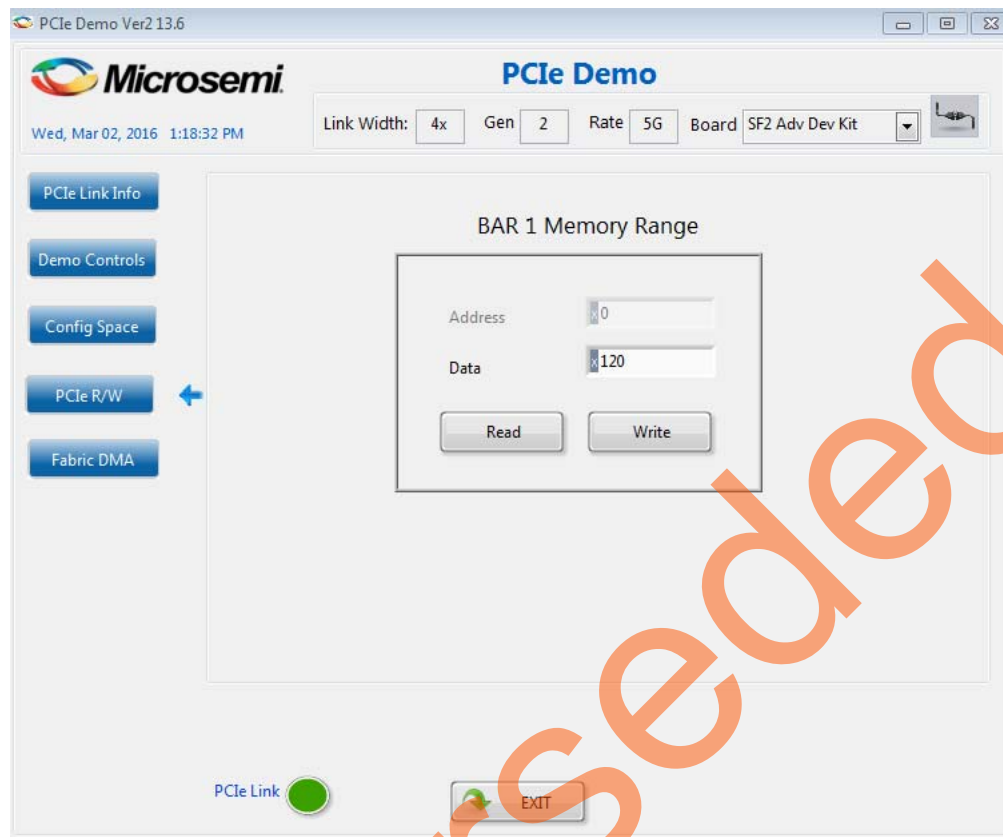 PCIe Demo Ver2 13.6
Microsemi.
PCIe Demo
Wed, Mar 02, 2016 1:18:32 PM
Link Width: 4x Gen 2 Rate 5G Board SF2 Adv Dev Kit
PCIe Link Info
Demo Controls
Config Space
PCIe R/W
Fabric DMA
BAR 1 Memory Range
Address x0
Data x120
Read Write
PCIe Link
EXIT